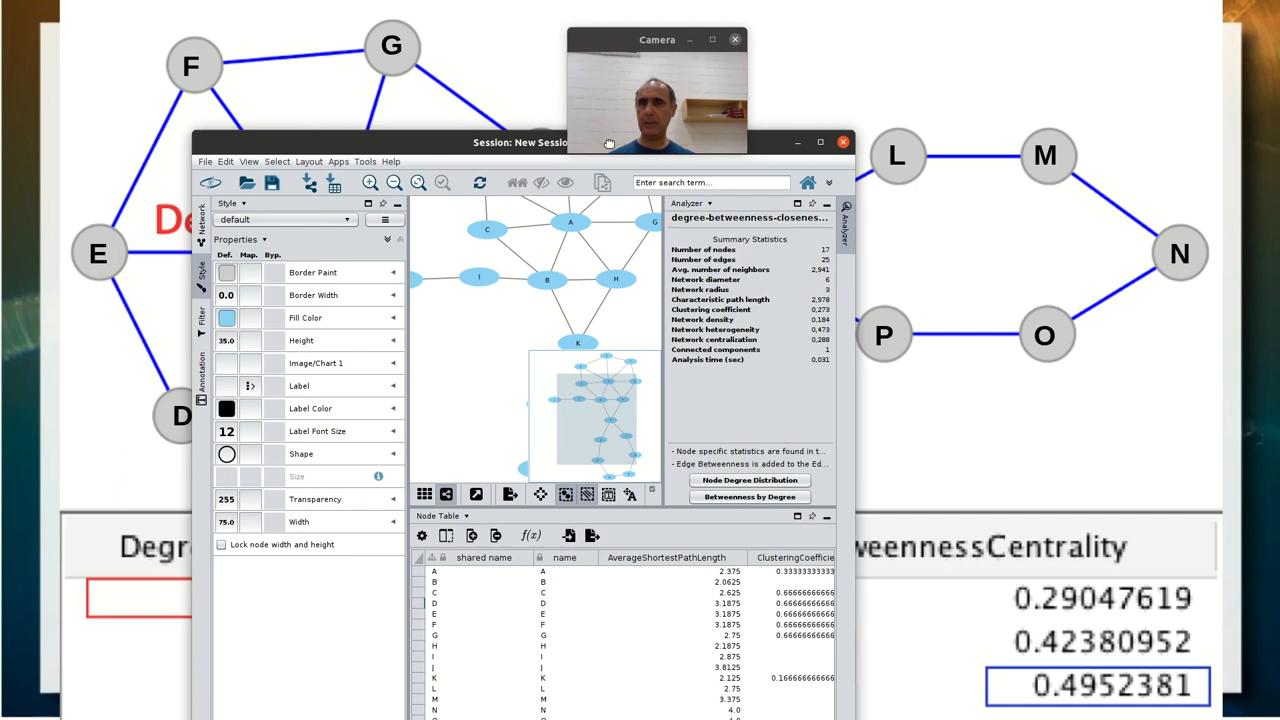 G
Camera
F
Session: New Sessio
L
M
File Edit View Select Layout Apps Tools Help
Enter search term...
Style
Analyzer
default
degree-betweenness-closenes...
De
Properties
Summary Statistics
Def. Map. Byp.
Number of nodes 17
Number of edges 25
Avg. number of neighbors 2,941
Network diameter 6
Network radius 3
Characteristic path length 2,978
Clustering coefficient 0,273
Network density 0,184
Network heterogeneity 0,473
Network centralization 0,288
Connected components 1
Analysis time (sec) 0,031
Network
Style
Filter
Annotation
Analyzer
E
N
Border Paint
0.0 Border Width
Fill Color
35.0 Height
Image/Chart 1
Label
Label Color
12 Label Font Size
Shape
Size
255 Transparency
75.0 Width
Lock node width and height
C A G
I B H
K
P
O
D
- Node specific statistics are found in t...
- Edge Betweenness is added to the Ed...
Node Degree Distribution
Betweenness by Degree
Node Table
f(x)
Degr
weennessCentrality
shared name name AverageShortestPathLength ClusteringCoefficie
A A 2.375 0.33333333333
B B 2.0625
C C 2.625 0.66666666666
D D 3.1875 0.66666666666
E E 3.1875 0.66666666666
F F 3.1875 0.66666666666
G G 2.75 0.66666666666
H H 2.1875
I I 2.875
J J 3.8125
K K 2.125 0.166666666666
L L 2.75
M M 3.375
N N 4.0
0.29047619
0.42380952
0.4952381